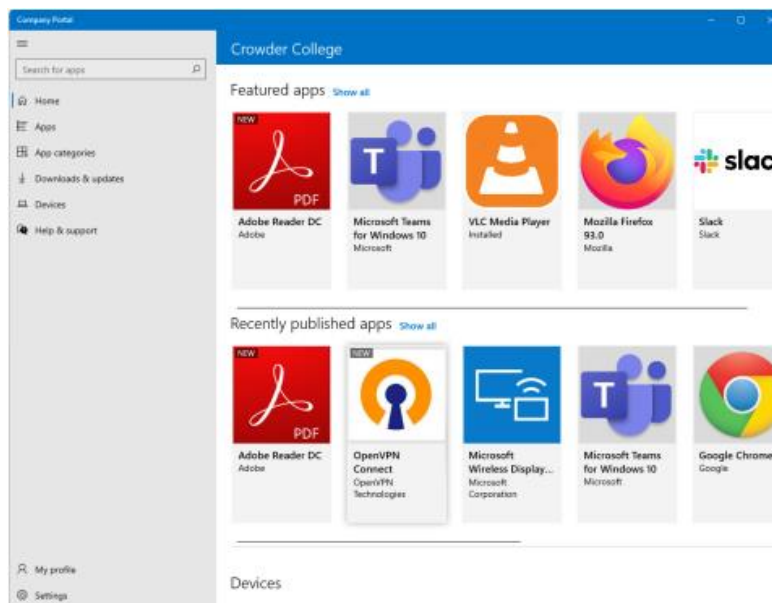 Company Portal
Search for apps
Home
Apps
App categories
Downloads & updates
Devices
Help & support
My profile
Settings
Crowder College
Featured apps Show all
NEW
PDF
Adobe Reader DC
Adobe
T
Microsoft Teams
for Windows 10
Microsoft
VLC Media Player
Installed
Mozilla Firefox
93.0
Mozilla
slac
Slack
Slack
Recently published apps Show all
NEW
PDF
Adobe Reader DC
Adobe
NEW
OpenVPN
Connect
OpenVPN
Technologies
Microsoft
Wireless Display...
Microsoft
Corporation
T
Microsoft Teams
for Windows 10
Microsoft
Google Chrome
Google
Devices